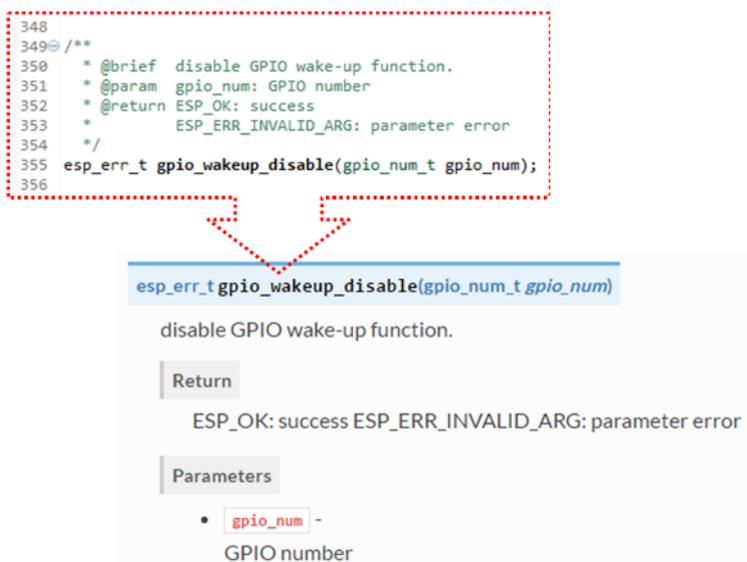 348
349 /**
350 * @brief disable GPIO wake-up function.
351 * @param gpio_num: GPIO number
352 * @return ESP_OK: success
353 * ESP_ERR_INVALID_ARG: parameter error
354 */
355 esp_err_t gpio_wakeup_disable(gpio_num_t gpio_num);
356
esp_err_t gpio_wakeup_disable(gpio_num_t gpio_num)
disable GPIO wake-up function.
Return
ESP_OK: success ESP_ERR_INVALID_ARG: parameter error
Parameters
• gpio_num -
GPIO number